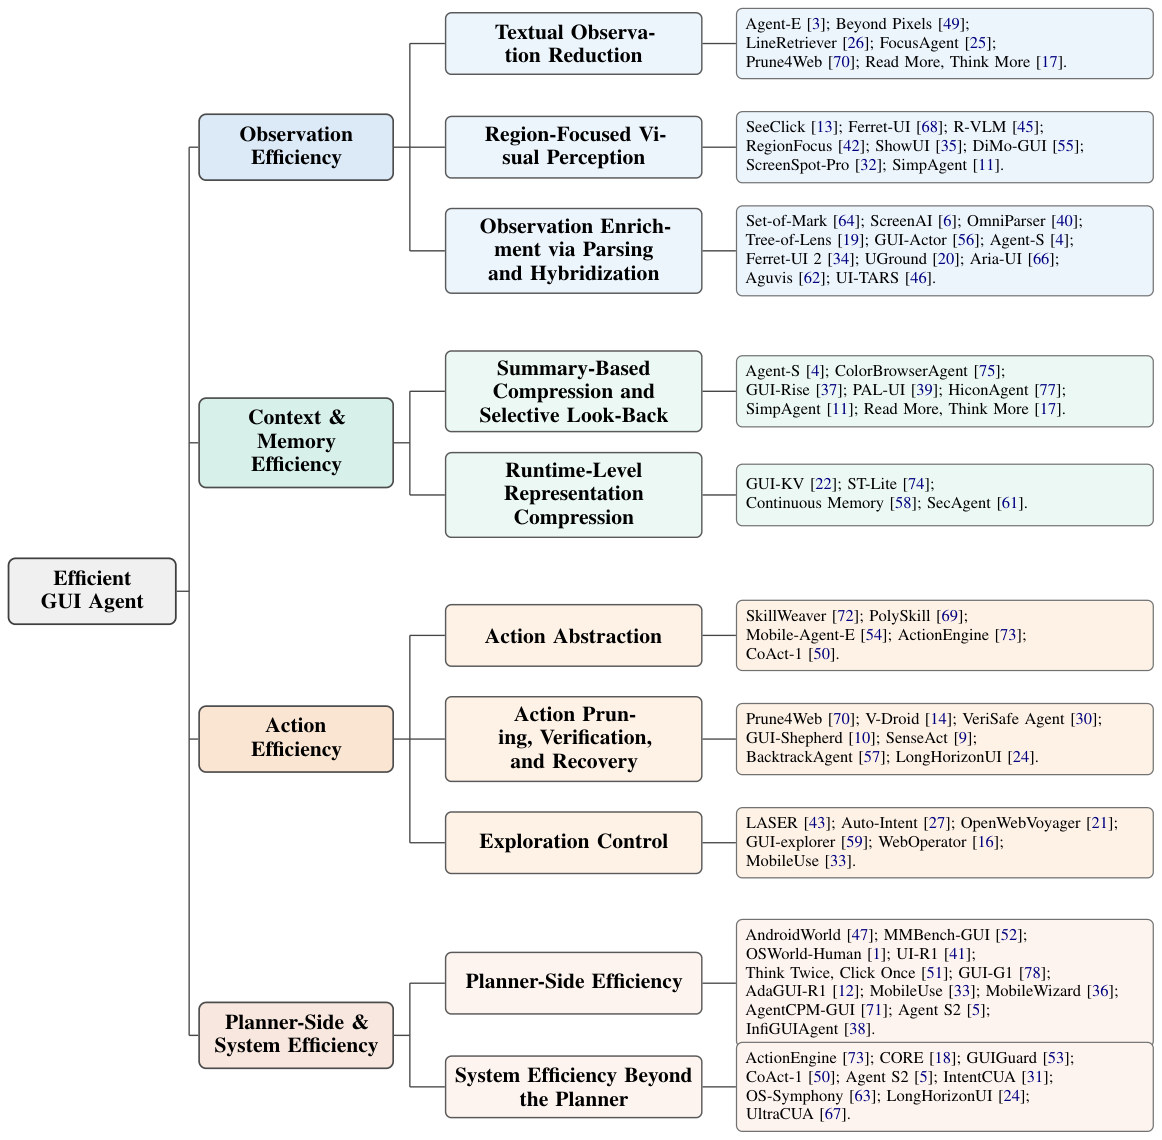 Efficient
GUI Agent
Observation
Efficiency
Textual Observa-
tion Reduction
Agent-E [3]; Beyond Pixels [49];
LineRetriever [26]; FocusAgent [25];
Prune4Web [70]; Read More, Think More [17].
Region-Focused Vi-
sual Perception
SeeClick [13]; Ferret-UI [68]; R-VLM [45];
RegionFocus [42]; ShowUI [35]; DiMo-GUI [55];
ScreenSpot-Pro [32]; SimpAgent [11].
Observation Enrich-
ment via Parsing
and Hybridization
Set-of-Mark [64]; ScreenAI [6]; OmniParser [40];
Tree-of-Lens [19]; GUI-Actor [56]; Agent-S [4];
Ferret-UI 2 [34]; UGround [20]; Aria-UI [66];
Aguvis [62]; UI-TARS [46].
Context &
Memory
Efficiency
Summary-Based
Compression and
Selective Look-Back
Agent-S [4]; ColorBrowserAgent [75];
GUI-Rise [37]; PAL-UI [39]; HiconAgent [77];
SimpAgent [11]; Read More, Think More [17].
Runtime-Level
Representation
Compression
GUI-KV [22]; ST-Lite [74];
Continuous Memory [58]; SecAgent [61].
Action
Efficiency
Action Abstraction
SkillWeaver [72]; PolySkill [69];
Mobile-Agent-E [54]; ActionEngine [73];
CoAct-1 [50].
Action Prun-
ing, Verification,
and Recovery
Prune4Web [70]; V-Droid [14]; VeriSafe Agent [30];
GUI-Shepherd [10]; SenseAct [9];
BacktrackAgent [57]; LongHorizonUI [24].
Exploration Control
LASER [43]; Auto-Intent [27]; OpenWebVoyager [21];
GUI-explorer [59]; WebOperator [16];
MobileUse [33].
Planner-Side &
System Efficiency
Planner-Side Efficiency
AndroidWorld [47]; MMBench-GUI [52];
OSWorld-Human [1]; UI-R1 [41];
Think Twice, Click Once [51]; GUI-G1 [78];
AdaGUI-R1 [12]; MobileUse [33]; MobileWizard [36];
AgentCPM-GUI [71]; Agent S2 [5];
InfiGUIAgent [38].
System Efficiency Beyond
the Planner
ActionEngine [73]; CORE [18]; GUIGuard [53];
CoAct-1 [50]; Agent S2 [5]; IntentCUA [31];
OS-Symphony [63]; LongHorizonUI [24];
UltraCUA [67].